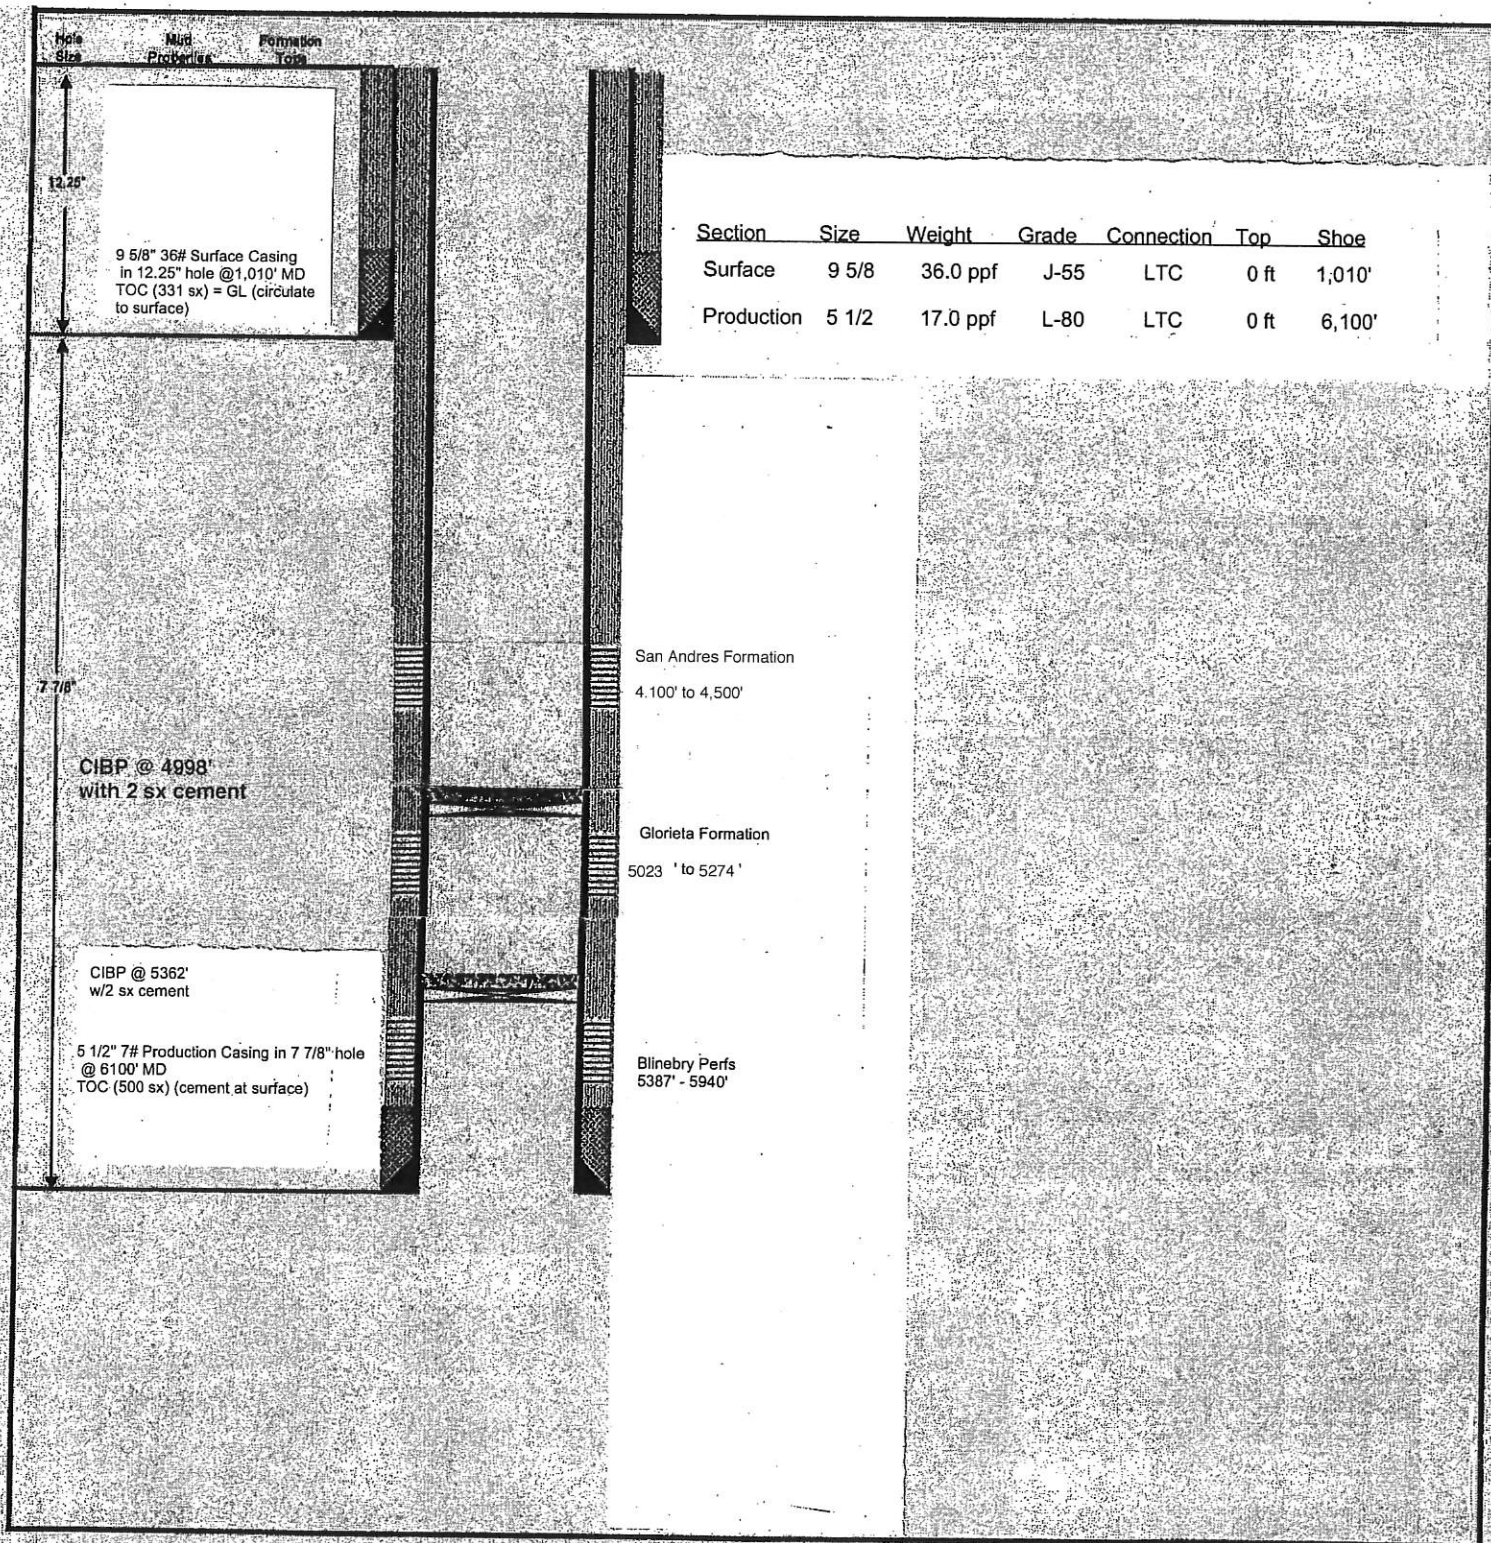 Hole Mud Formation
Size Properties Tops
12.25"
9 5/8" 36# Surface Casing
in 12.25" hole @1,010' MD
TOC (331 sx) = GL (circulate
to surface)
Section Size Weight Grade Connection Top Shoe
Surface 9 5/8 36.0 ppf J-55 LTC 0 ft 1,010'
Production 5 1/2 17.0 ppf L-80 LTC 0 ft 6,100'
San Andres Formation
4.100' to 4,500'
7 7/8"
CIBP @ 4998'
with 2 sx cement
Glorieta Formation
5023 ' to 5274 '
CIBP @ 5362'
w/2 sx cement
5 1/2" 7# Production Casing in 7 7/8" hole
@ 6100' MD
TOC (500 sx) (cement at surface)
Blinebry Perfs
5387' - 5940'